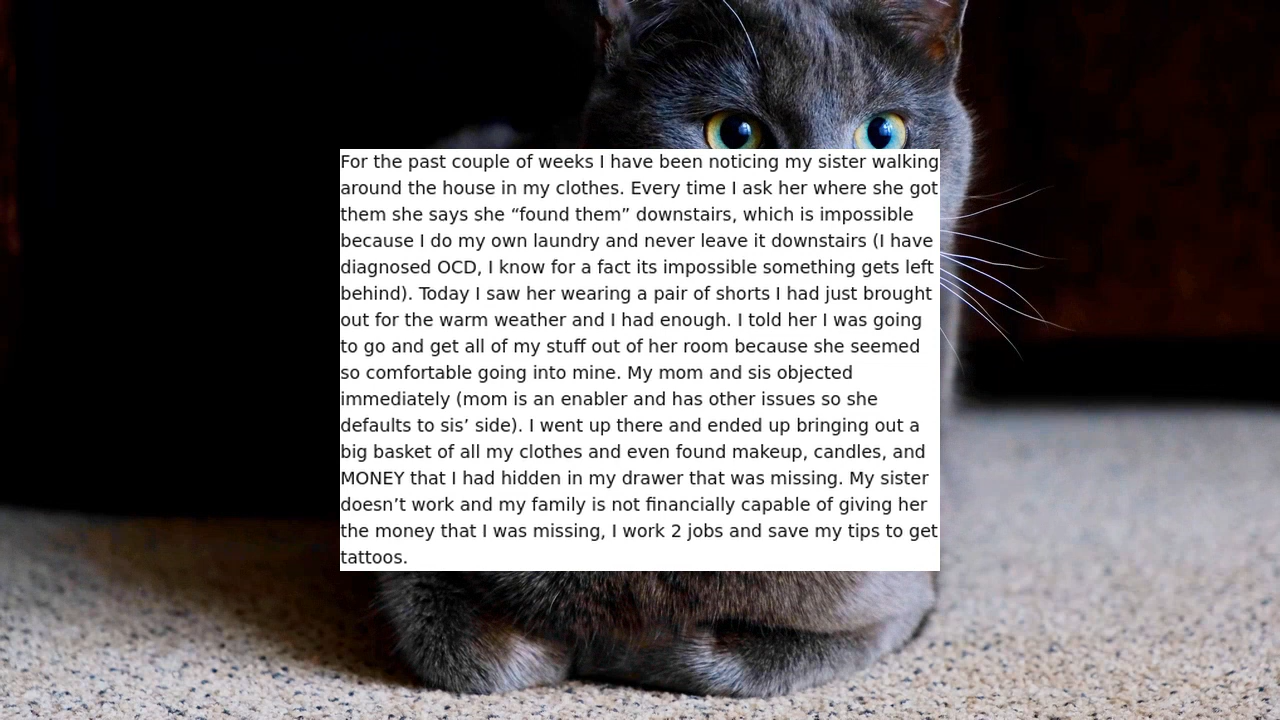 For the past couple of weeks I have been noticing my sister walking
around the house in my clothes. Every time I ask her where she got
them she says she “found them” downstairs, which is impossible
because I do my own laundry and never leave it downstairs (I have
diagnosed OCD, I know for a fact its impossible something gets left
behind). Today I saw her wearing a pair of shorts I had just brought
out for the warm weather and I had enough. I told her I was going
to go and get all of my stuff out of her room because she seemed
so comfortable going into mine. My mom and sis objected
immediately (mom is an enabler and has other issues so she
defaults to sis’ side). I went up there and ended up bringing out a
big basket of all my clothes and even found makeup, candles, and
MONEY that I had hidden in my drawer that was missing. My sister
doesn’t work and my family is not financially capable of giving her
the money that I was missing, I work 2 jobs and save my tips to get
tattoos.